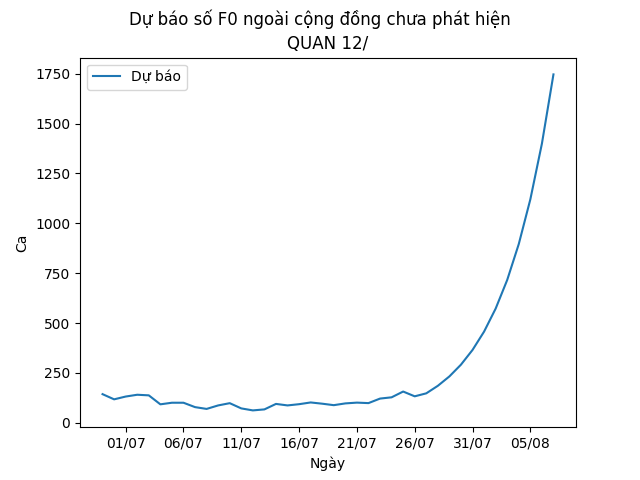 Dự báo số F0 ngoài cộng đồng chưa phát hiện
QUAN 12/
Dự báo
Ca
1750
1500
1250
1000
750
500
250
0
01/07 06/07 11/07 16/07 21/07 26/07 31/07 05/08
Ngày